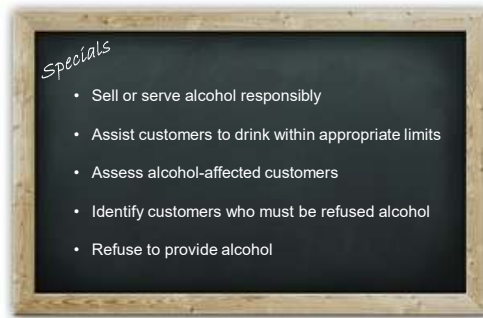 Specials
• Sell or serve alcohol responsibly
• Assist customers to drink within appropriate limits
• Assess alcohol-affected customers
• Identify customers who must be refused alcohol
• Refuse to provide alcohol